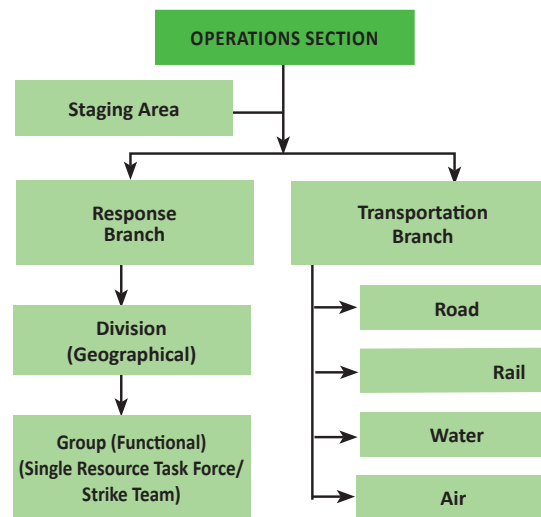 OPERATIONS SECTION
Staging Area
Response
Branch
Division
(Geographical)
Group (Functional)
(Single Resource Task Force/
Strike Team)
Transportation
Branch
Road
Rail
Water
Air